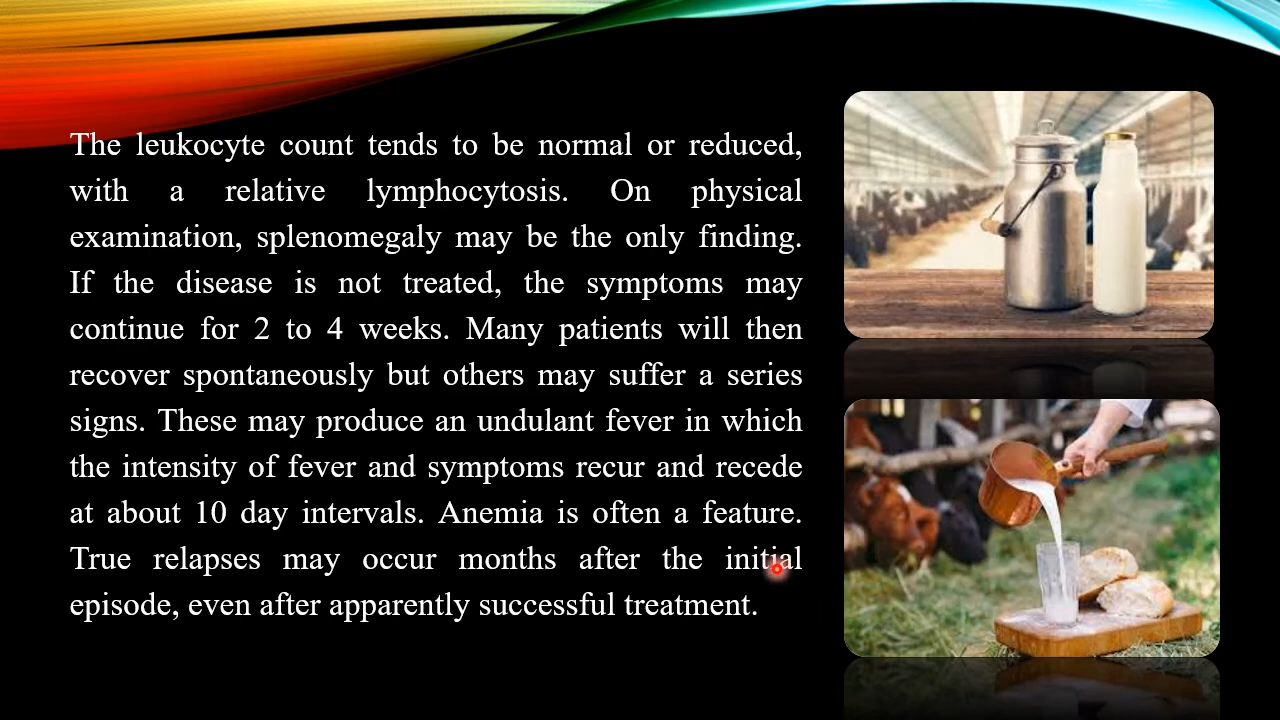 The leukocyte count tends to be normal or reduced,
with a relative lymphocytosis. On physical
examination, splenomegaly may be the only finding.
If the disease is not treated, the symptoms may
continue for 2 to 4 weeks. Many patients will then
recover spontaneously but others may suffer a series
signs. These may produce an undulant fever in which
the intensity of fever and symptoms recur and recede
at about 10 day intervals. Anemia is often a feature.
True relapses may occur months after the initial
episode, even after apparently successful treatment.